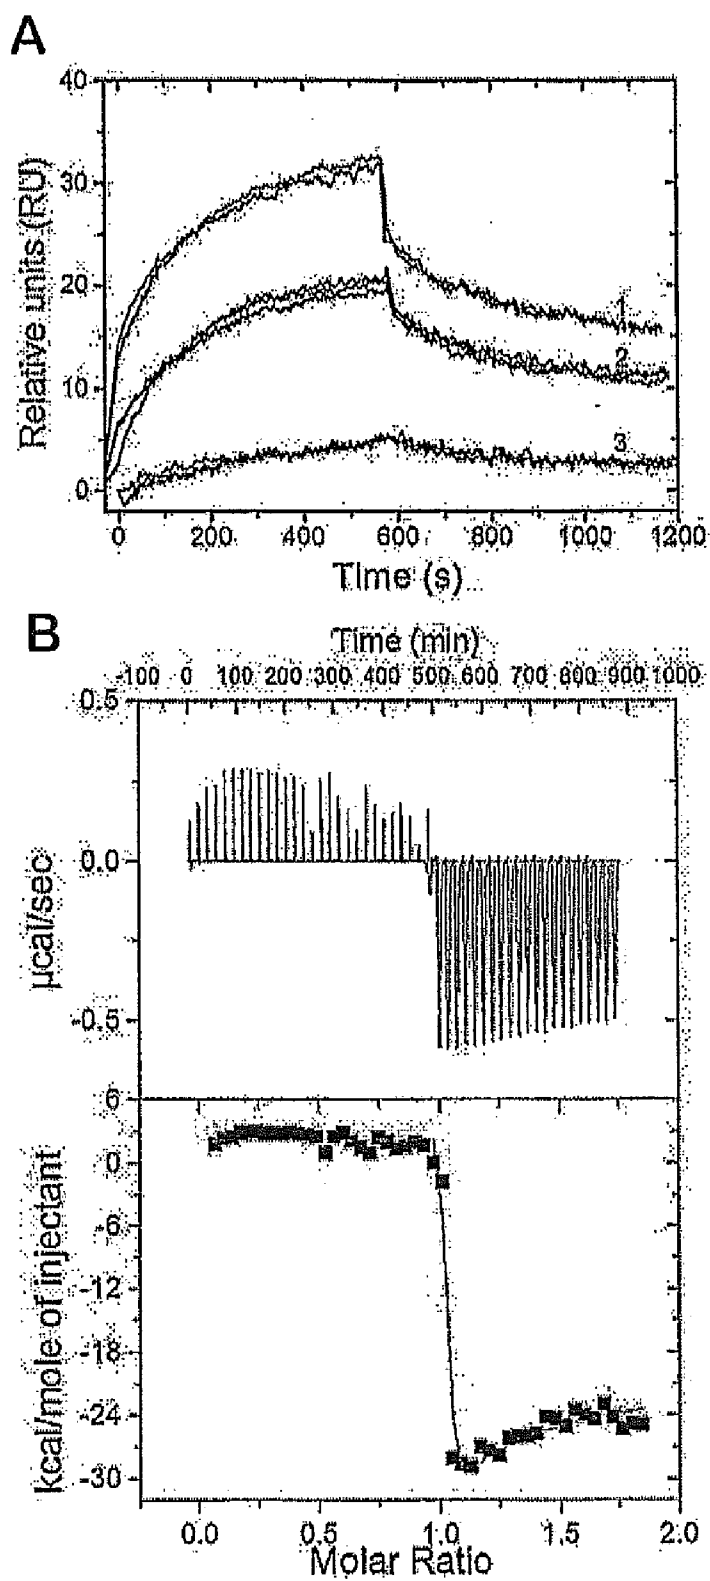 A
40
30
20
10
0
Relative units (RU)
1
2
3
0 200 400 600 800 1000 1200
Time (s)
B
Time (min)
-100 0 100 200 300 400 500 600 700 800 900 1000
0.5
0.0
-0.5
µcal/sec
6
0
-6
-12
-18
-24
-30
kcal/mole of injectant
0.0 0.5 1.0 1.5 2.0
Molar Ratio